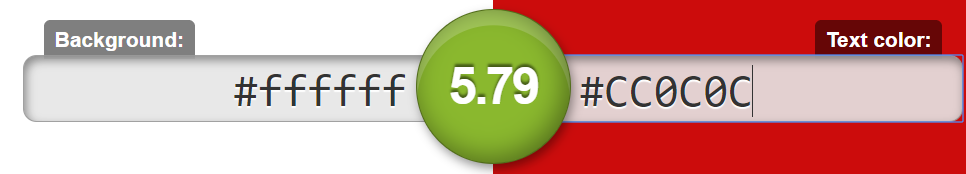 Background:
Text color:
#ffffff
5.79
#CC0C0C